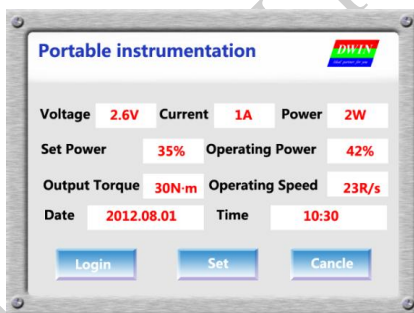 Portable instrumentation
DWIN
Voltage 2.6V Current 1A Power 2W
Set Power 35% Operating Power 42%
Output Torque 30N·m Operating Speed 23R/s
Date 2012.08.01 Time 10:30
Login Set Cancle